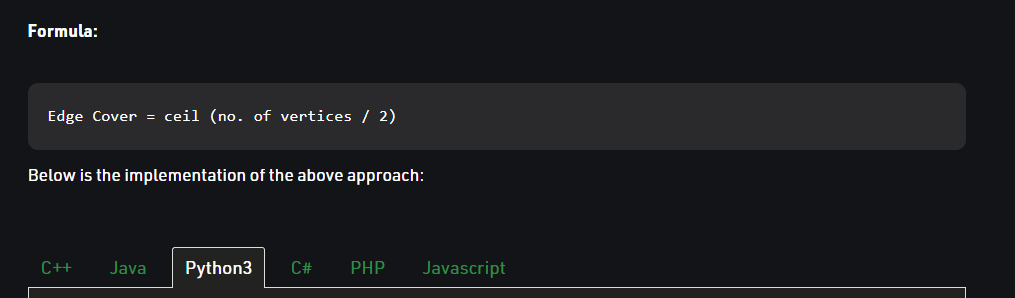 Formula:
Edge Cover = ceil (no. of vertices / 2)
Below is the implementation of the above approach:
C++ Java Python3 C# PHP Javascript